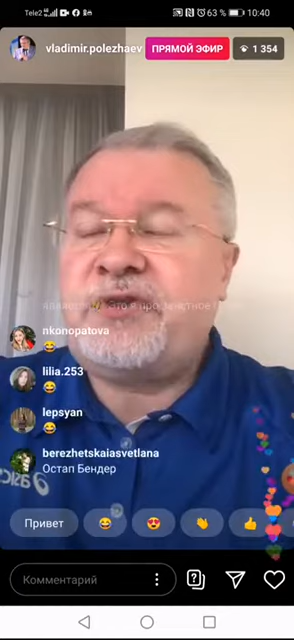 Tele2
63 %
10:40
vladimir.polezhaev
ПРЯМОЙ ЭФИР
1 354
nkonopatova
😂
lilia.253
😂
lepsyan
😂
berezhetskaiasvetlana
Остап Бендер
asics
Привет
😂
😍
👏
👍
Комментарий